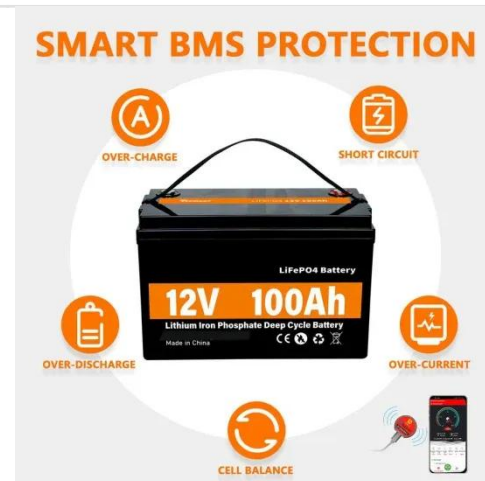 SMART BMS PROTECTION
OVER-CHARGE
SHORT CIRCUIT
LiFePO4 Battery
12V 100Ah
Lithium Iron Phosphate Deep Cycle Battery
Made in China
CE
OVER-DISCHARGE
OVER-CURRENT
CELL BALANCE